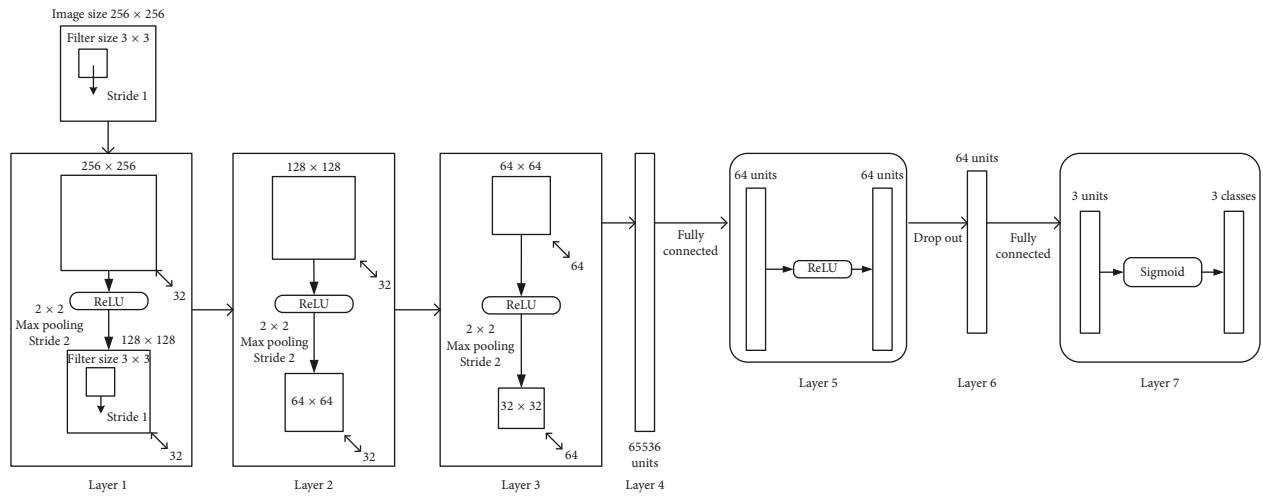 Image size 256 × 256
Filter size 3 × 3
Stride 1
256 × 256
32
ReLU
2 × 2
Max pooling
Stride 2
128 × 128
Filter size 3 × 3
Stride 1
32
Layer 1
128 × 128
32
ReLU
2 × 2
Max pooling
Stride 2
64 × 64
32
Layer 2
64 × 64
64
ReLU
2 × 2
Max pooling
Stride 2
32 × 32
64
Layer 3
65536
units
Layer 4
Fully
connected
64 units
64 units
ReLU
Layer 5
Drop out
64 units
Layer 6
Fully
connected
3 units
3 classes
Sigmoid
Layer 7